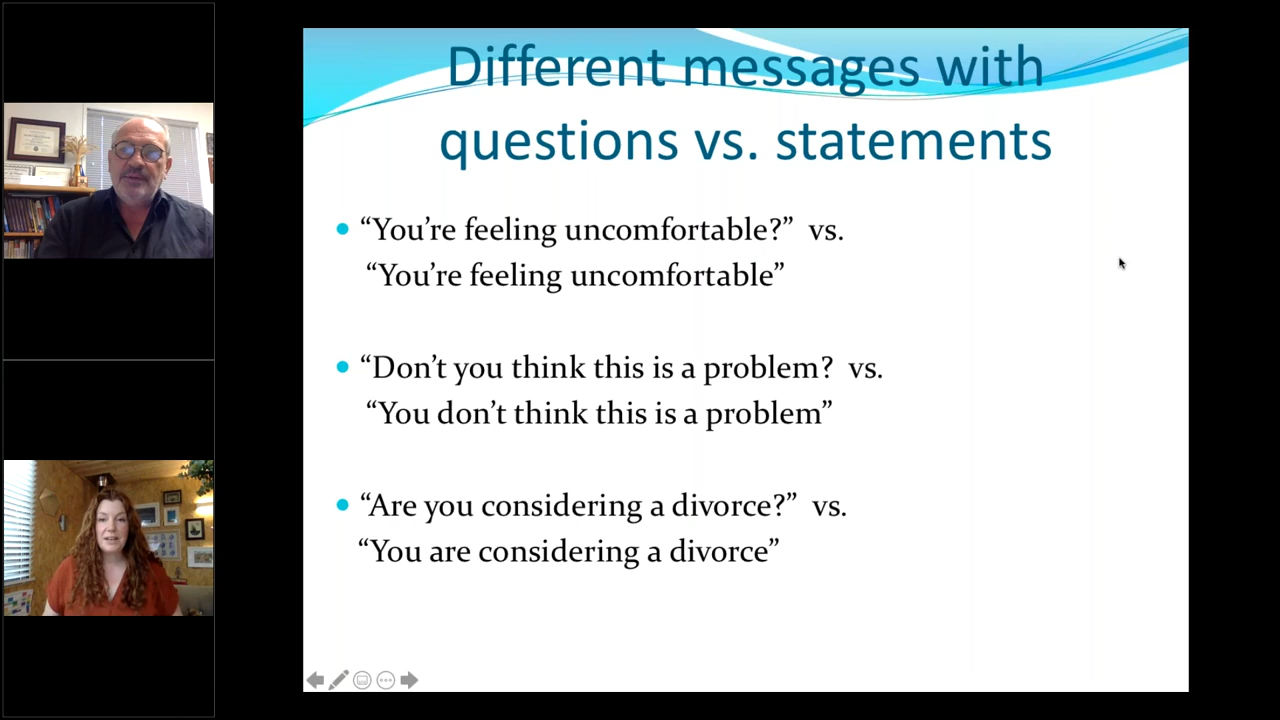 Different messages with
questions vs. statements
“You’re feeling uncomfortable?”  vs.
“You’re feeling uncomfortable”
“Don’t you think this is a problem?  vs.
“You don’t think this is a problem”
“Are you considering a divorce?”  vs.
“You are considering a divorce”